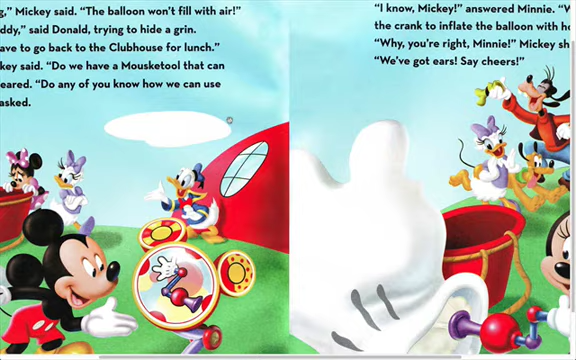 g,” Mickey said. “The balloon won’t fill with air!”
ddy,” said Donald, trying to hide a grin.
ave to go back to the Clubhouse for lunch.”
key said. “Do we have a Mousketool that can
eared. “Do any of you know how we can use
asked.
“I know, Mickey!” answered Minnie. “W
the crank to inflate the balloon with he
“Why, you’re right, Minnie!” Mickey sh
“We’ve got ears! Say cheers!”